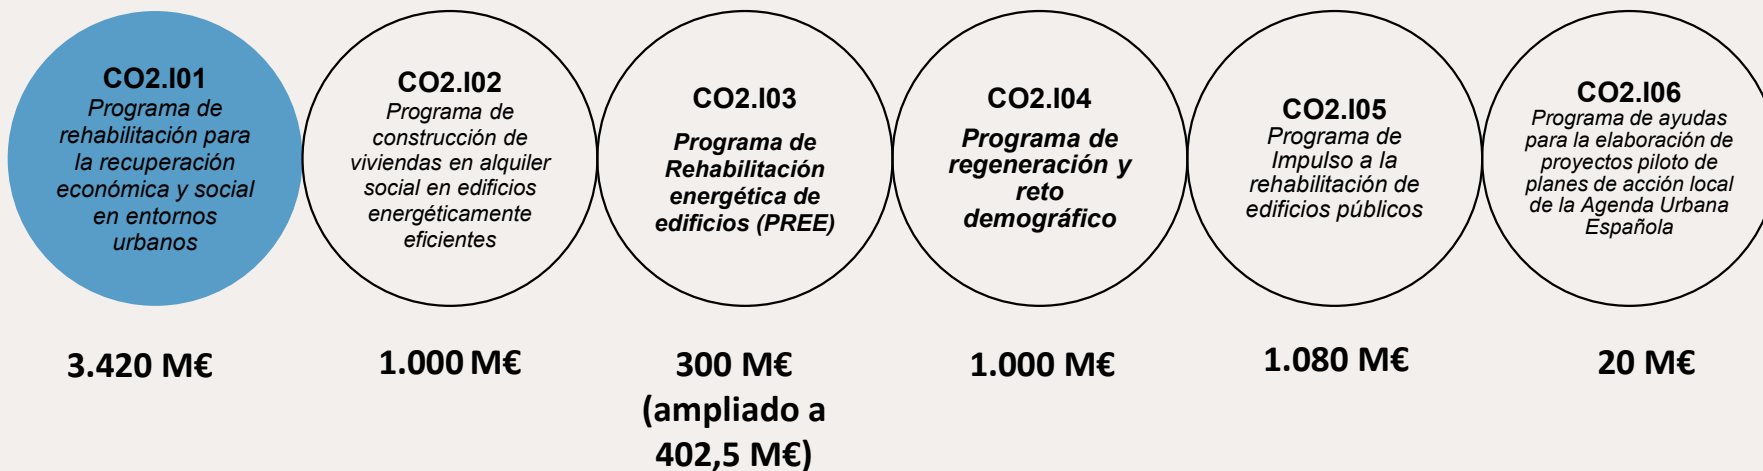 CO2.I01
Programa de
rehabilitación para
la recuperación
económica y social
en entornos
urbanos
3.420 M€
CO2.I02
Programa de
construcción de
viviendas en alquiler
social en edificios
energéticamente
eficientes
1.000 M€
CO2.I03
Programa de
Rehabilitación
energética de
edificios (PREE)
300 M€
(ampliado a
402,5 M€)
CO2.I04
Programa de
regeneración y
reto
demográfico
1.000 M€
CO2.I05
Programa de
Impulso a la
rehabilitación de
edificios públicos
1.080 M€
CO2.I06
Programa de ayudas
para la elaboración de
proyectos piloto de
planes de acción local
de la Agenda Urbana
Española
20 M€